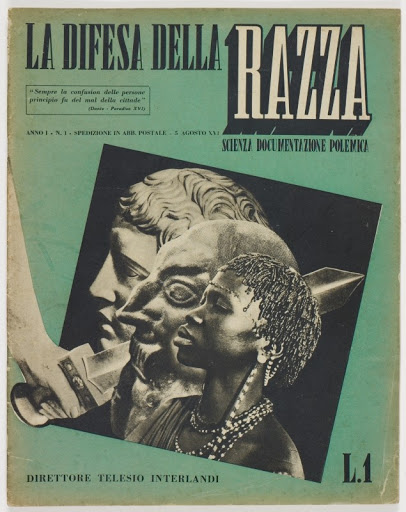 LA DIFESA DELLA
RAZZA
SCIENZA DOCUMENTAZIONE POLEMICA
"Sempre la confusion delle persone
principio fu del mal della cittade"
(Dante - Paradiso XVI)
ANNO I - N. 1 - SPEDIZIONE IN ABB. POSTALE - 5 AGOSTO XVI
DIRETTORE TELESIO INTERLANDI
L.1